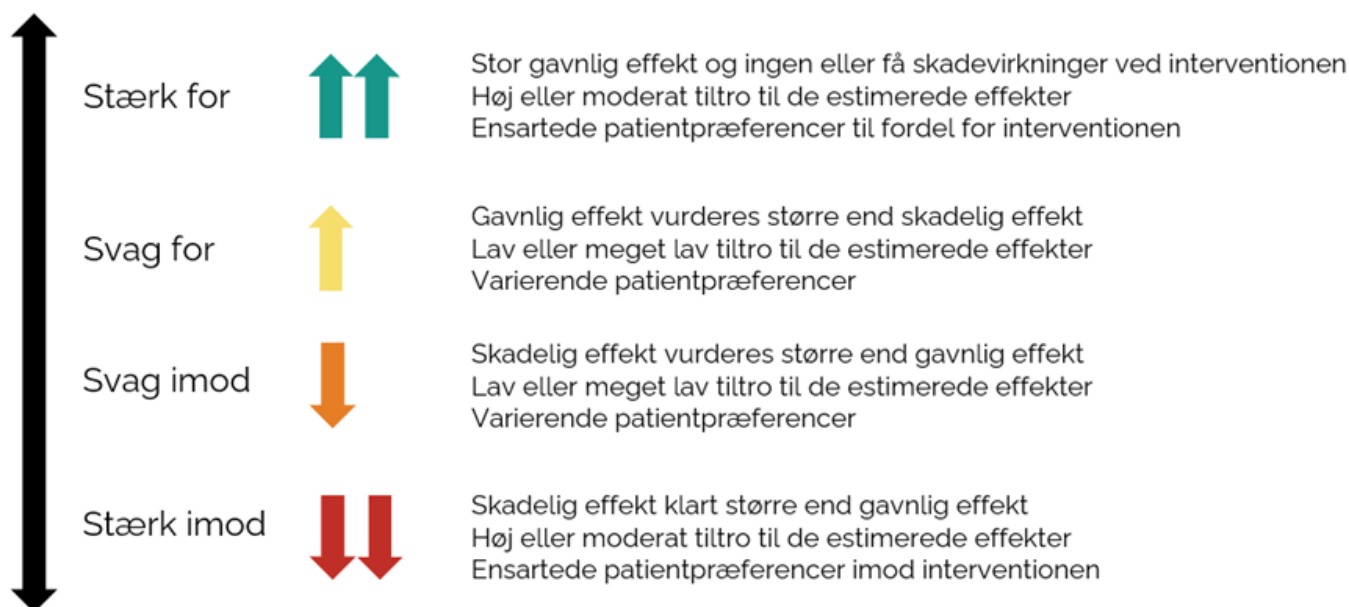 Stærk for
Stor gavnlig effekt og ingen eller få skadevirkninger ved interventionen
Høj eller moderat tiltro til de estimerede effekter
Ensartede patientpræferencer til fordel for interventionen
Svag for
Gavnlig effekt vurderes større end skadelig effekt
Lav eller meget lav tiltro til de estimerede effekter
Varierende patientpræferencer
Svag imod
Skadelig effekt vurderes større end gavnlig effekt
Lav eller meget lav tiltro til de estimerede effekter
Varierende patientpræferencer
Stærk imod
Skadelig effekt klart større end gavnlig effekt
Høj eller moderat tiltro til de estimerede effekter
Ensartede patientpræferencer imod interventionen